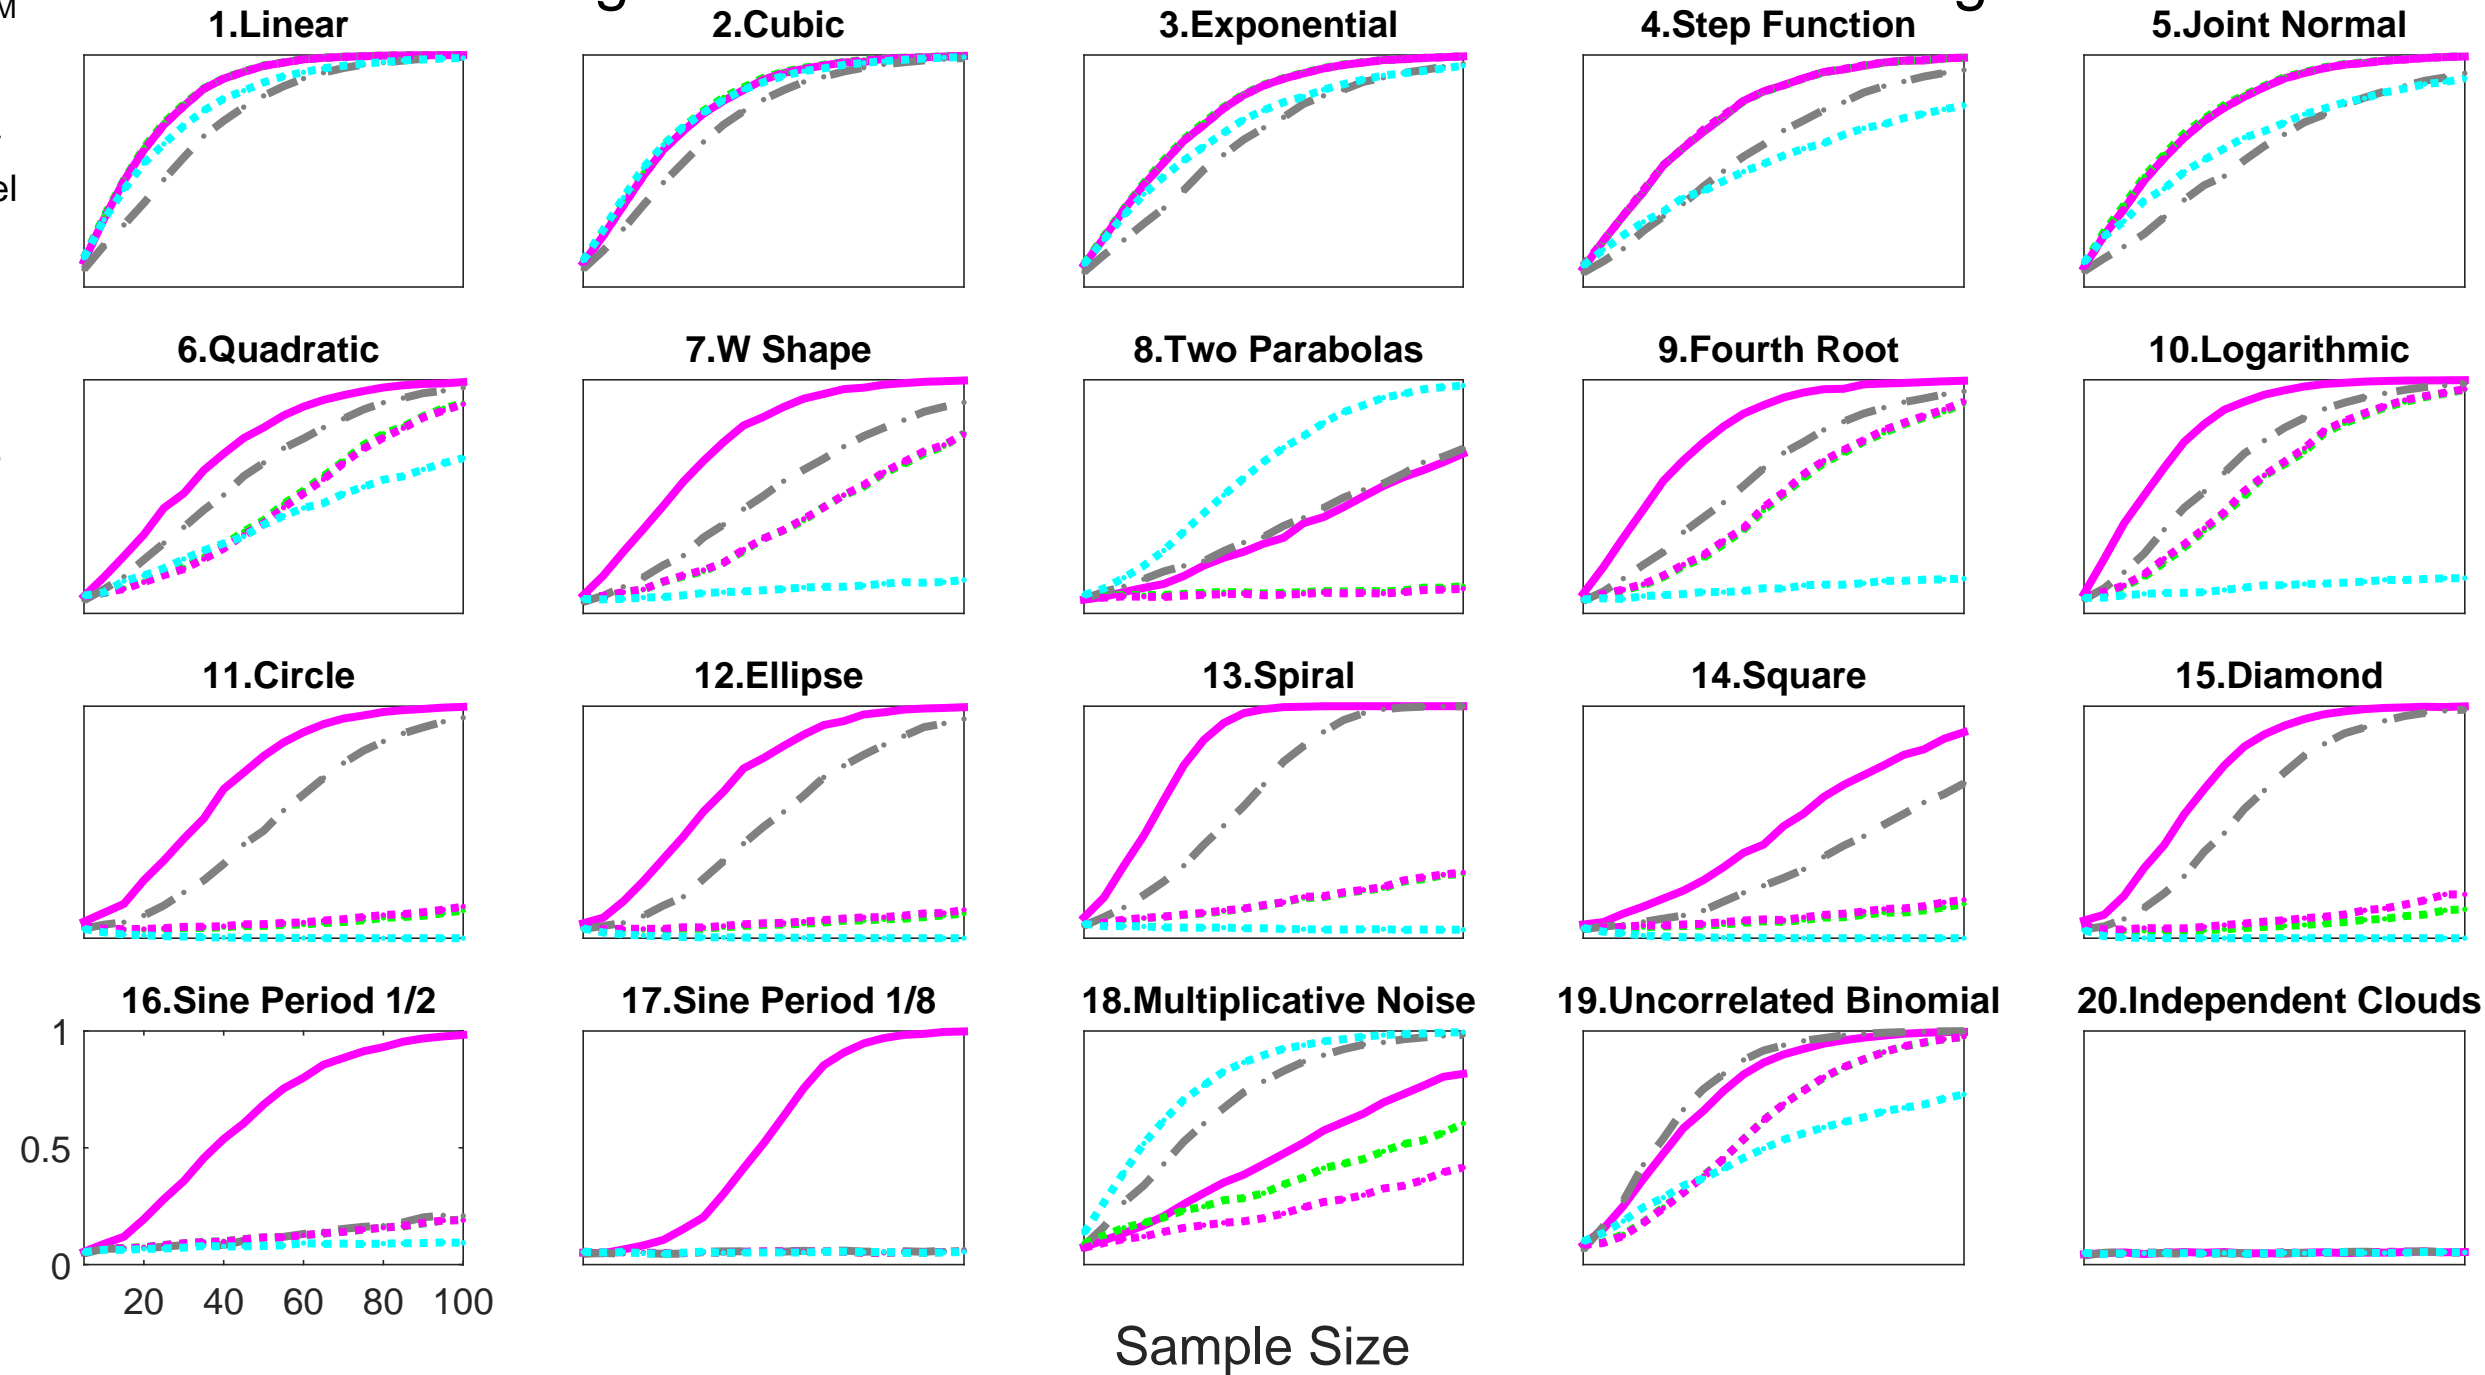 1.Linear 2.Cubic 3.Exponential 4.Step Function 5.Joint Normal
6.Quadratic 7.W Shape 8.Two Parabolas 9.Fourth Root 10.Logarithmic
11.Circle 12.Ellipse 13.Spiral 14.Square 15.Diamond
16.Sine Period 1/2 17.Sine Period 1/8 18.Multiplicative Noise 19.Uncorrelated Binomial 20.Independent Clouds
1
0.5
0
20 40 60 80 100
Sample Size